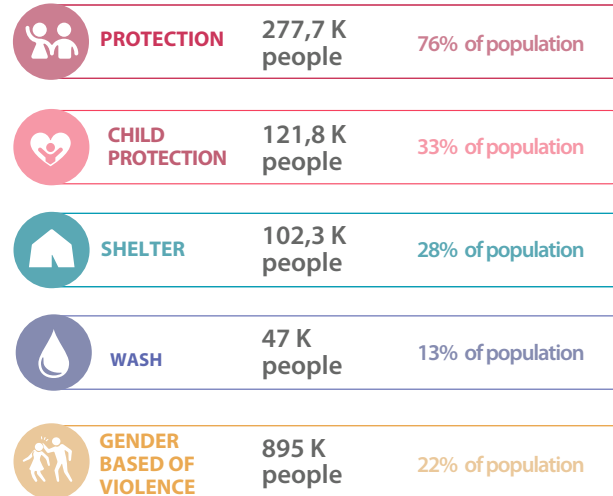 PROTECTION
277,7 K
people
76% of population
CHILD
PROTECTION
121,8 K
people
33% of population
SHELTER
102,3 K
people
28% of population
WASH
47 K
people
13% of population
GENDER
BASED OF
VIOLENCE
895 K
people
22% of population